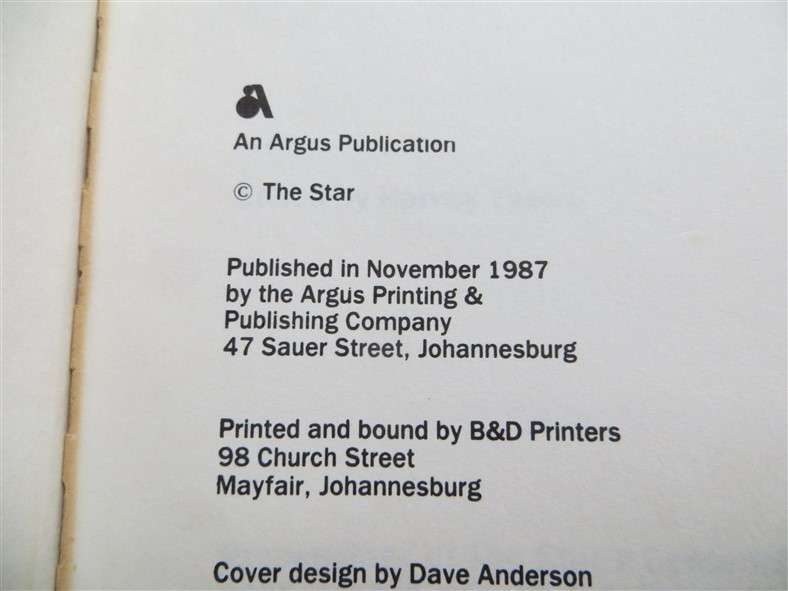 An Argus Publication
© The Star
Published in November 1987
by the Argus Printing &
Publishing Company
47 Sauer Street, Johannesburg
Printed and bound by B&D Printers
98 Church Street
Mayfair, Johannesburg
Cover design by Dave Anderson